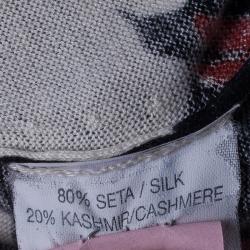 80% SETA / SILK
20% KASHMIR/CASHMERE